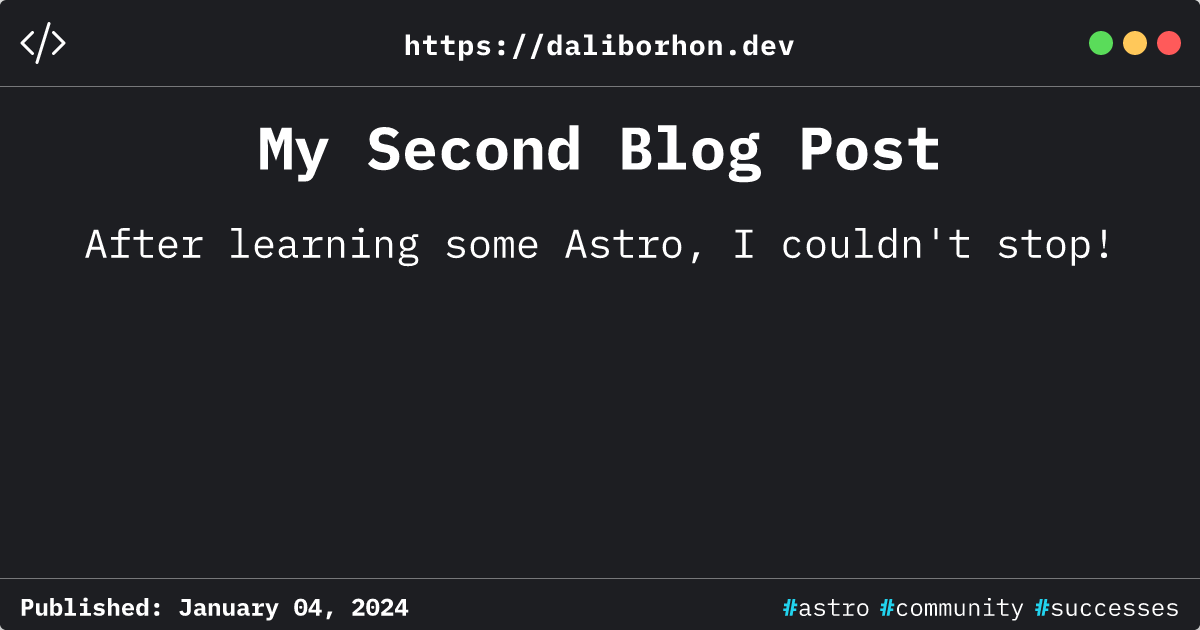 </>
https://daliborhon.dev
My Second Blog Post
After learning some Astro, I couldn't stop!
Published: January 04, 2024
#astro #community #successes